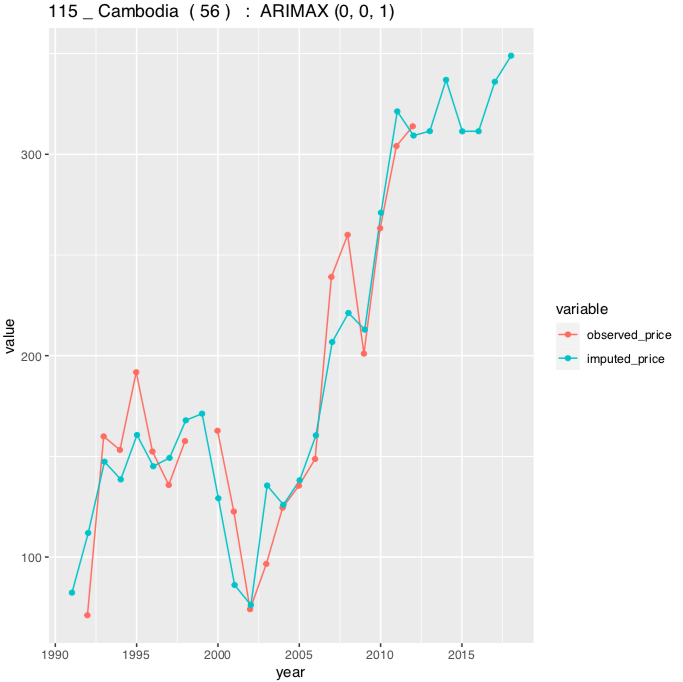 115 _ Cambodia ( 56 ) : ARIMAX (0, 0, 1)
300
200
100
value
1990 1995 2000 2005 2010 2015
year
variable
observed_price
imputed_price